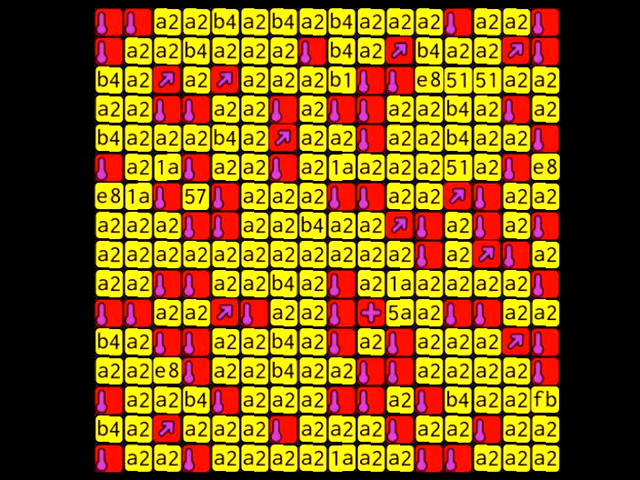 a2 a2 b4 a2 b4 a2 b4 a2 a2 a2 a2 a2
a2 a2 b4 a2 a2 a2 b4 a2 b4 a2 a2
b4 a2 a2 a2 a2 a2 b1 e8 51 51 a2 a2
a2 a2 a2 a2 a2 a2 a2 b4 a2 a2
b4 a2 a2 a2 b4 a2 a2 a2 a2 a2 b4 a2 a2
a2 1a a2 a2 a2 1a a2 a2 a2 51 a2 e8
e8 1a 57 a2 a2 a2 a2 a2 a2 a2
a2 a2 a2 a2 a2 b4 a2 a2 a2 a2
a2 a2 a2 a2 a2 a2 a2 a2 a2 a2 a2 a2 a2
a2 a2 a2 a2 b4 a2 a2 1a a2 a2 a2 a2
a2 a2 a2 a2 5a a2 a2 a2
b4 a2 a2 a2 b4 a2 a2 a2 a2 a2
a2 a2 e8 a2 a2 b4 a2 a2 a2 a2 a2 a2
a2 a2 b4 a2 a2 a2 a2 b4 a2 a2 fb
b4 a2 a2 a2 a2 a2 a2 a2 a2 a2 a2 a2
a2 a2 a2 a2 a2 a2 1a a2 a2 a2 a2 a2